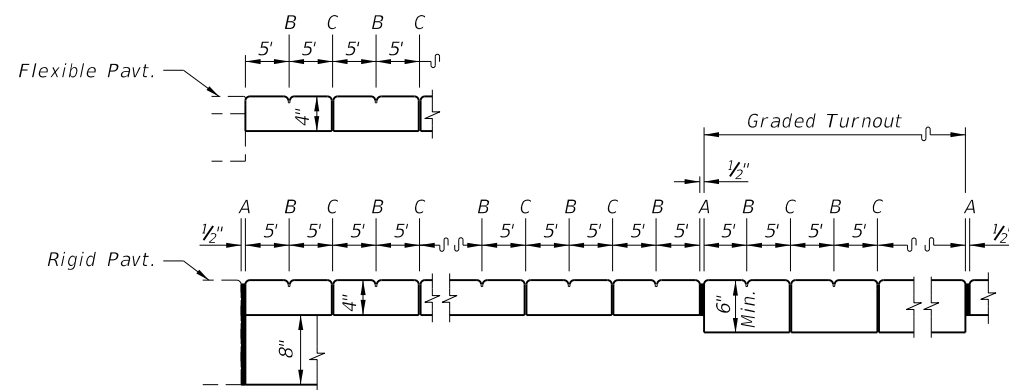 B C B C
5' 5' 5' 5'
Flexible Pavt.
4"
Graded Turnout
1/2"
A B C B C B C B C B A B C B C A
1/2" 5' 5' 5' 5' 5' 5' 5' 5' 5' 5' 5' 5' 5' 1/2"
Rigid Pavt.
4"
6" Min.
8"